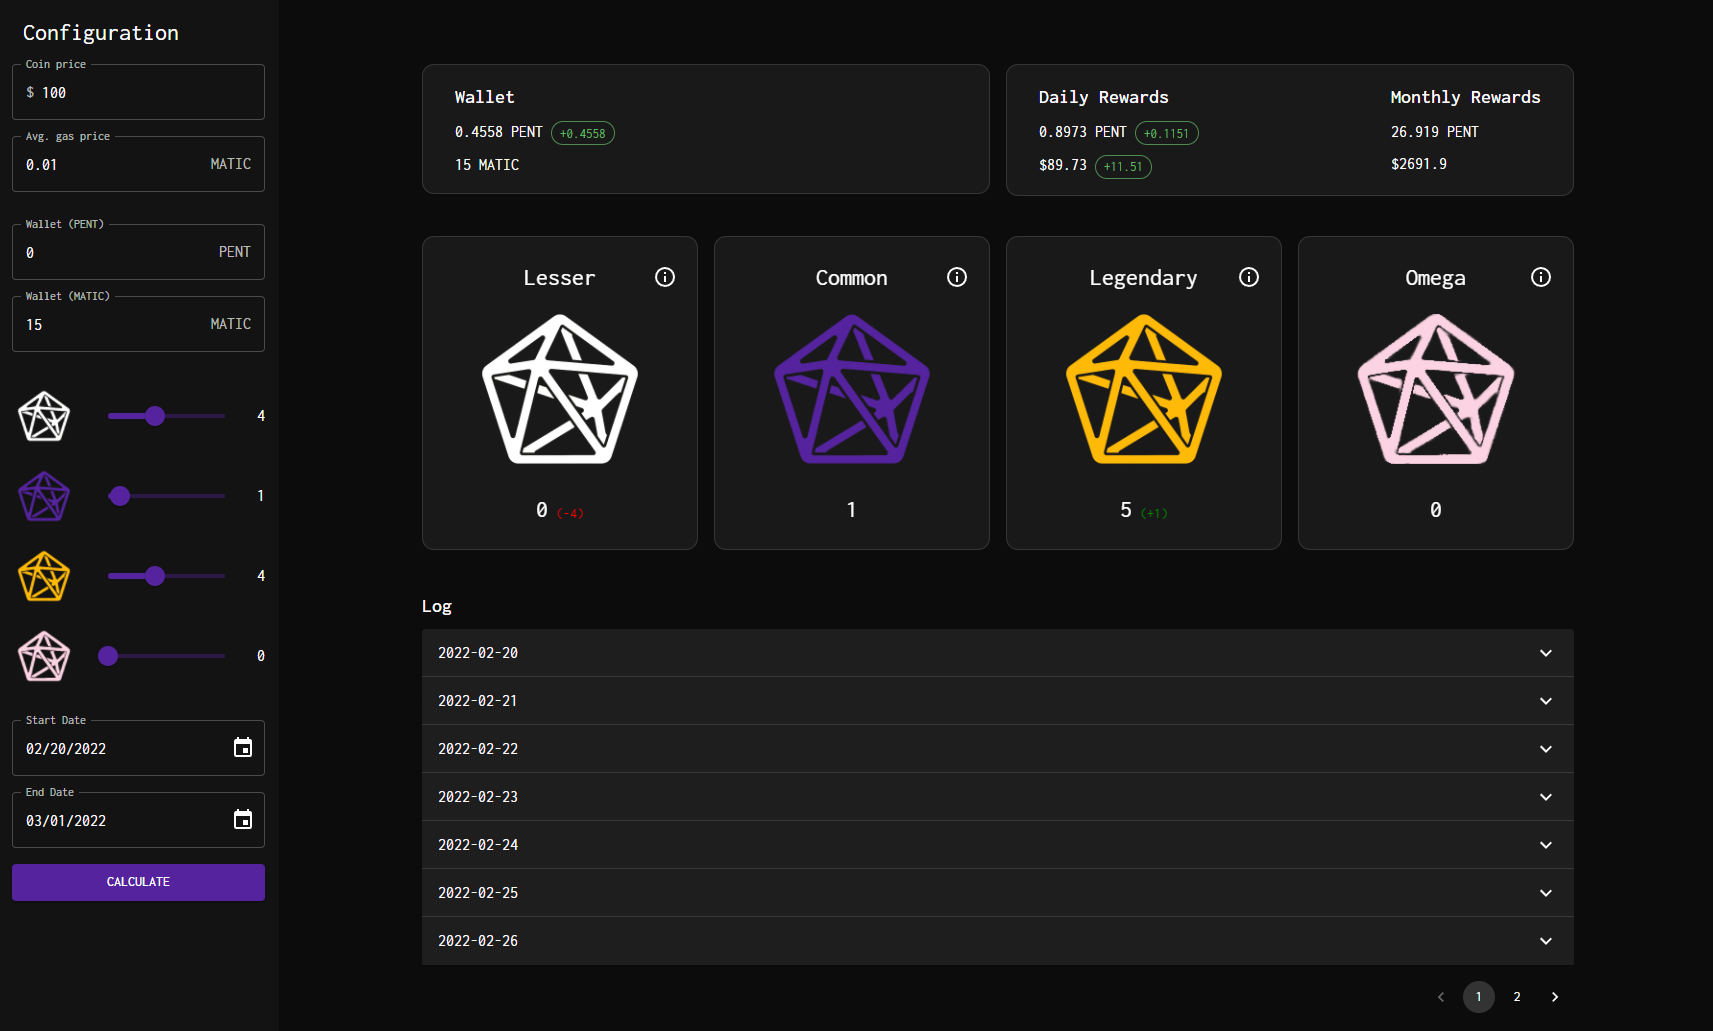 Configuration
Coin price
$ 100
Avg. gas price
0.01 MATIC
Wallet (PENT)
0 PENT
Wallet (MATIC)
15 MATIC
4
1
4
0
Start Date
02/20/2022
End Date
03/01/2022
CALCULATE
Wallet
0.4558 PENT +0.4558
15 MATIC
Daily Rewards
0.8973 PENT +0.1151
$89.73 +11.51
Monthly Rewards
26.919 PENT
$2691.9
Lesser
0 (-4)
Common
1
Legendary
5 (+1)
Omega
0
Log
2022-02-20
2022-02-21
2022-02-22
2022-02-23
2022-02-24
2022-02-25
2022-02-26
1 2